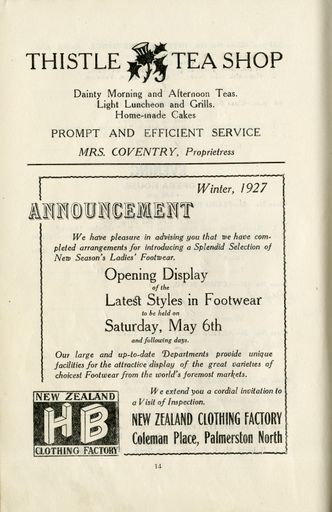 THISTLE TEA SHOP
Dainty Morning and Afternoon Teas.
Light Luncheon and Grills.
Home-made Cakes
PROMPT AND EFFICIENT SERVICE
MRS. COVENTRY, Proprietress
Winter, 1927
ANNOUNCEMENT
We have pleasure in advising you that we have com-
pleted arrangements for introducing a Splendid Selection of
New Season's Ladies' Footwear.
Opening Display
of the
Latest Styles in Footwear
to be held on
Saturday, May 6th
and following days.
Our large and up-to-date Departments provide unique
facilities for the attractive display of the great varieties of
choicest Footwear from the world's foremost markets.
We extend you a cordial invitation to
a Visit of Inspection.
NEW ZEALAND
HB
CLOTHING FACTORY
NEW ZEALAND CLOTHING FACTORY
Coleman Place, Palmerston North
14